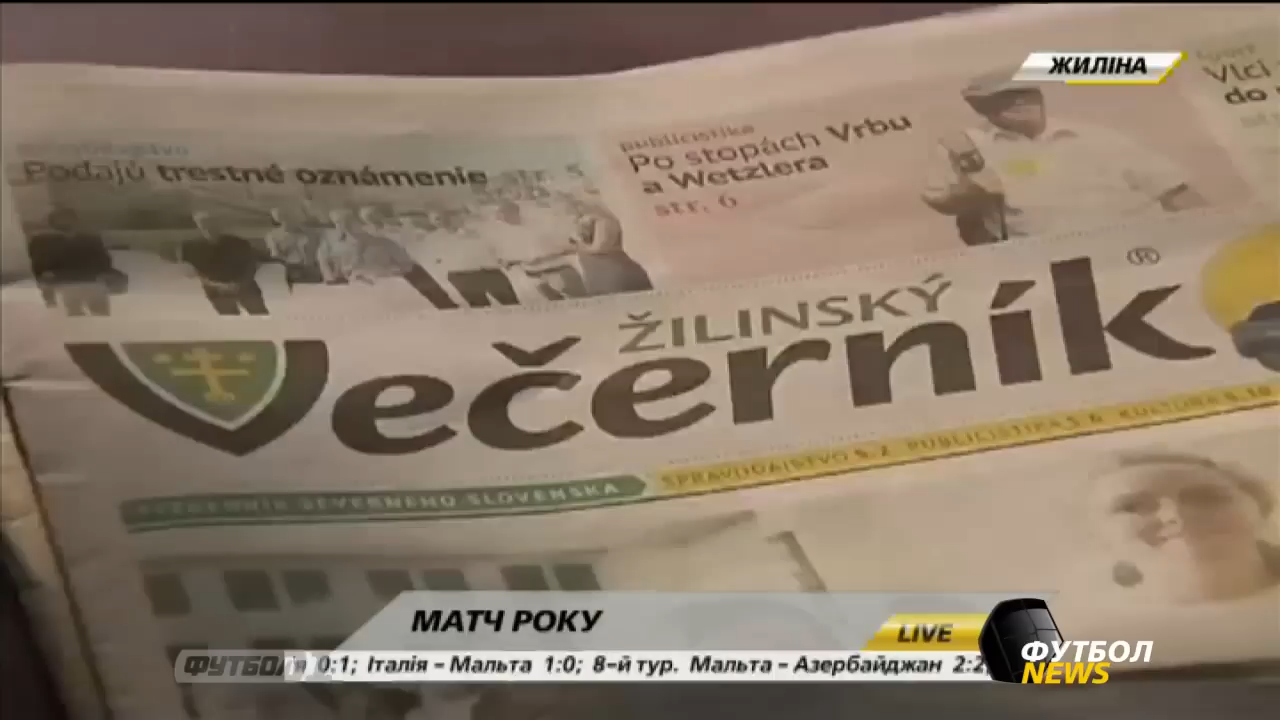 ЖИЛІНА
Podajú trestné oznámenie str. 5
publicistika
Po stopách Vrbu
a Wetzlera
str. 6
Vlci
do
ŽILINSKÝ
Večerník®
TÝŽDENNÍK SEVERNÉHO SLOVENSKA
SPRAVODAJSTVO S. 2 PUBLICISTIKA S. 6 KULTÚRA S. 10
МАТЧ РОКУ
LIVE
ФУТБОЛ
0:1; Італія – Мальта 1:0; 8-й тур. Мальта – Азербайджан 2:2;
ФУТБОЛ
NEWS